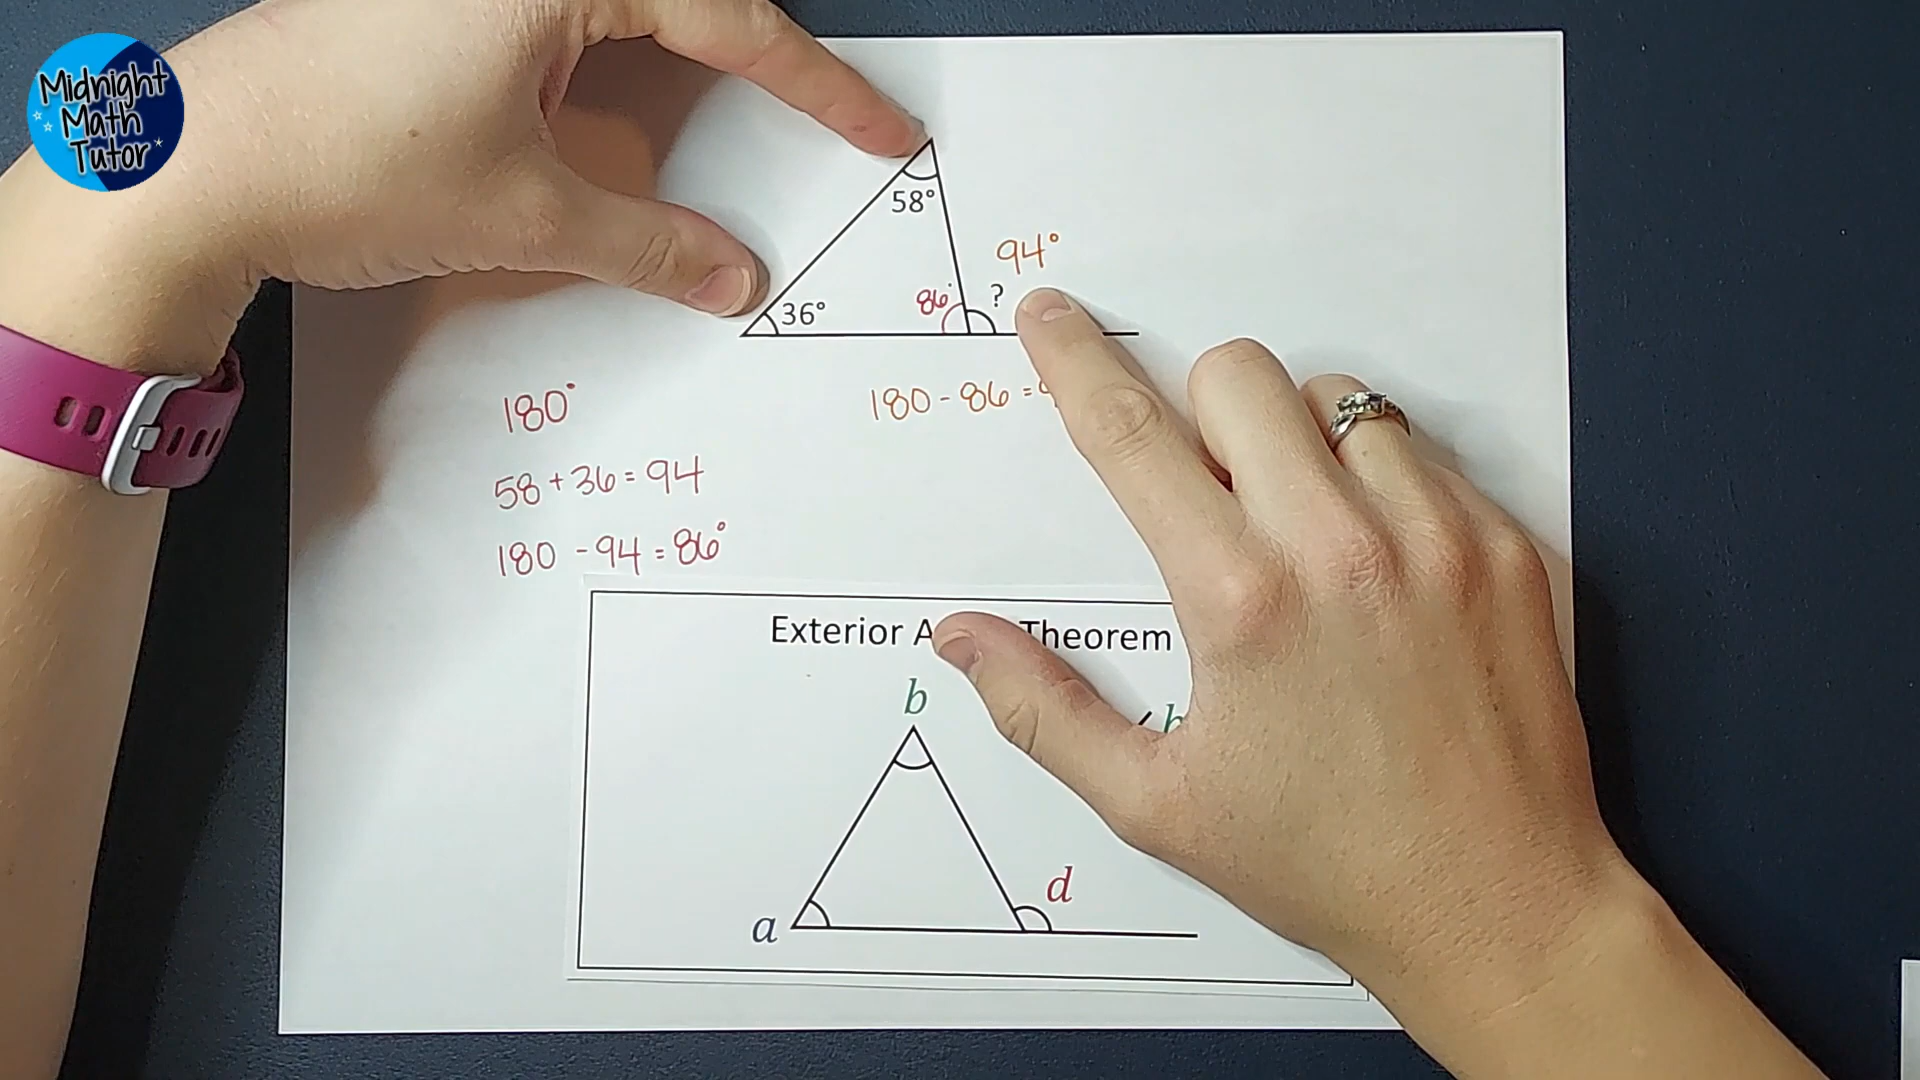 Midnight
Math
Tutor
58°
94°
36°
86°
?
180°
180 - 86 =
58 + 36 = 94
180 - 94 = 86°
Exterior Theorem
b
b
d
a